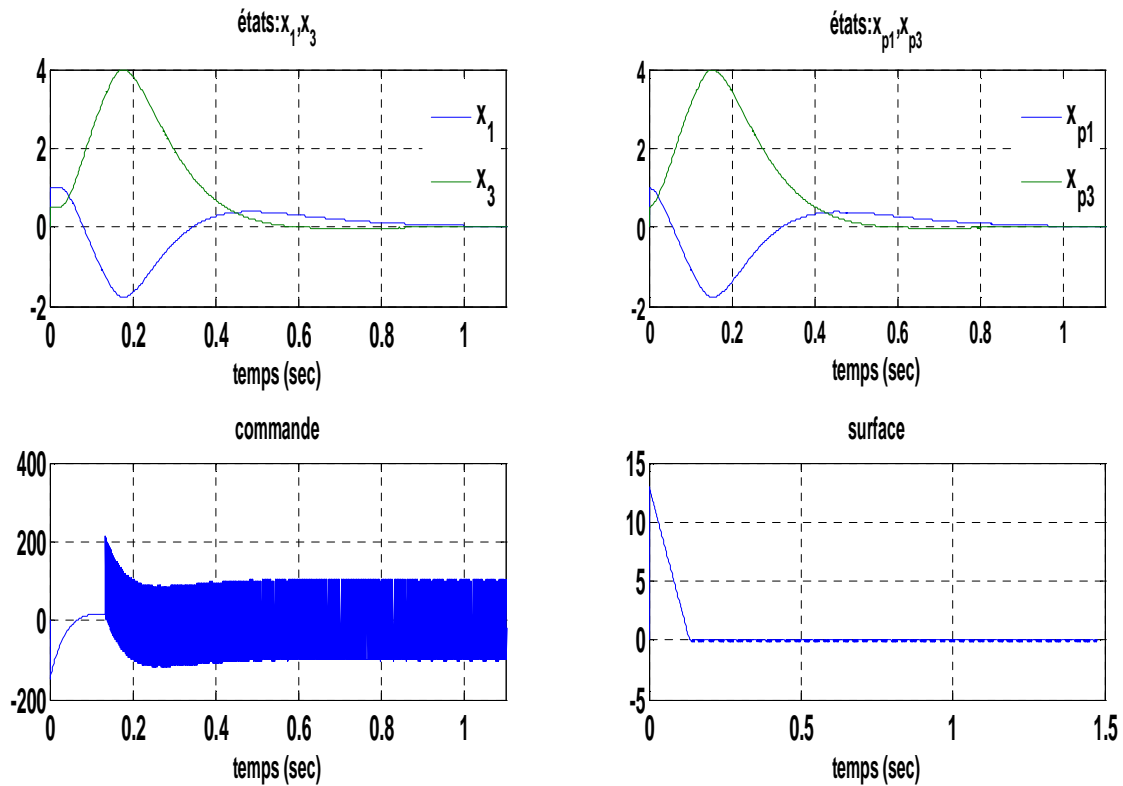 états:x1,x3
4
2
0
-2
0 0.2 0.4 0.6 0.8 1
temps (sec)
x1
x3
états:xp1,xp3
4
2
0
-2
0 0.2 0.4 0.6 0.8 1
temps (sec)
xp1
xp3
commande
400
200
0
-200
0 0.2 0.4 0.6 0.8 1
temps (sec)
surface
15
10
5
0
-5
0 0.5 1 1.5
temps (sec)